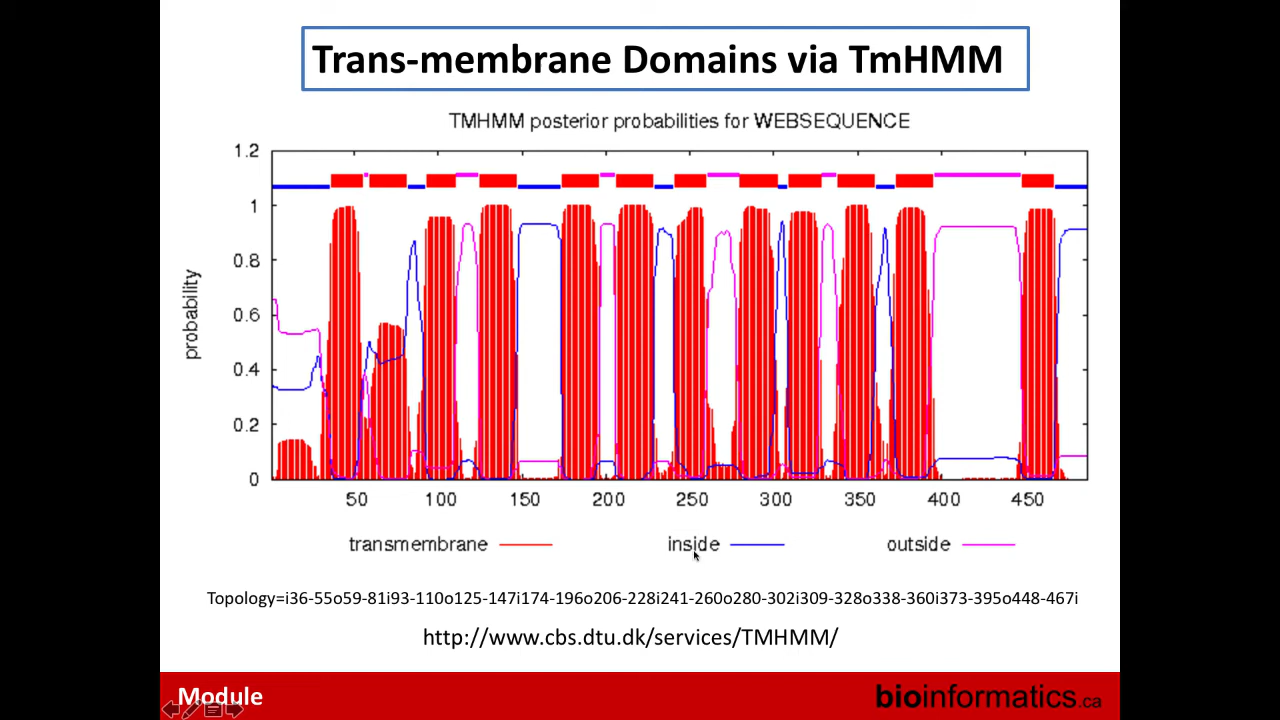 Trans-membrane Domains via TmHMM
TMHMM posterior probabilities for WEBSEQUENCE
1.2
1
0.8
0.6
0.4
0.2
0
probability
50 100 150 200 250 300 350 400 450
transmembrane inside outside
Topology=i36-55o59-81i93-110o125-147i174-196o206-228i241-260o280-302i309-328o338-360i373-395o448-467i
http://www.cbs.dtu.dk/services/TMHMM/
Module
bioinformatics.ca